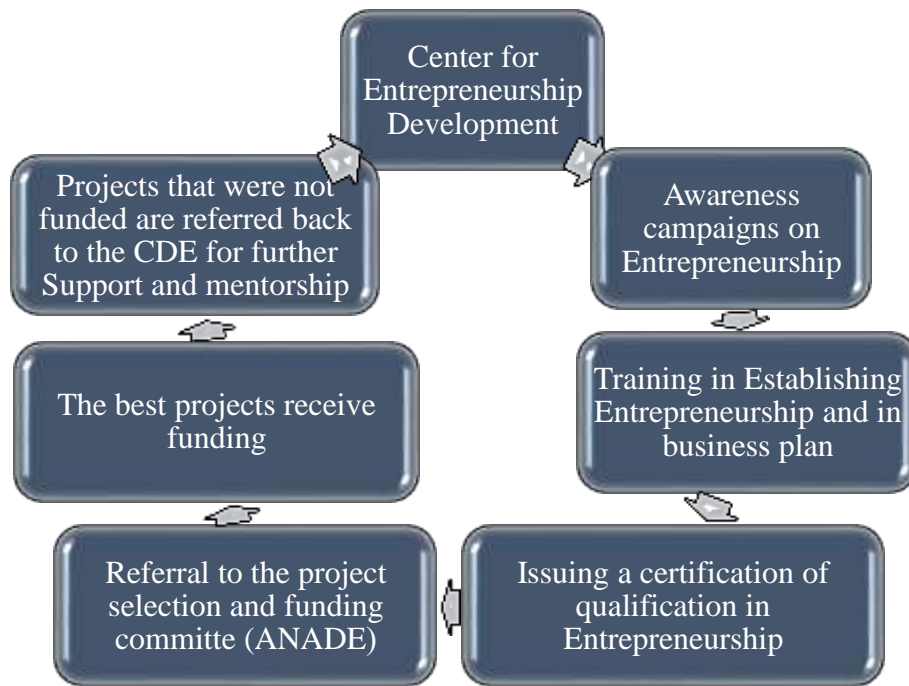 Center for
Entrepreneurship
Development
Awareness
campaigns on
Entrepreneurship
Training in Establishing
Entrepreneurship and in
business plan
Issuing a certification of
qualification in
Entrepreneurship
Referral to the project
selection and funding
committe (ANADE)
The best projects receive
funding
Projects that were not
funded are referred back
to the CDE for further
Support and mentorship